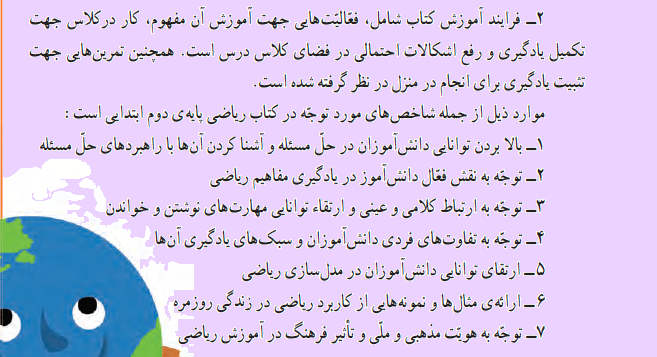 ۲ــ فرایند آموزش کتاب شامل، فعّالیّت‌هایی جهت آموزش آن مفهوم، کار درکلاس جهت
تکمیل یادگیری و رفع اشکالات احتمالی در فضای کلاس درس است. همچنین تمرین‌هایی جهت
تثبیت یادگیری برای انجام در منزل در نظر گرفته شده است.
موارد ذیل از جمله شاخص‌های مورد توجّه در کتاب ریاضی پایه‌ی دوم ابتدایی است :
۱ــ بالا بردن توانایی دانش‌آموزان در حلّ مسئله و آشنا کردن آن‌ها با راهبردهای حلّ مسئله
۲ــ توجّه به نقش فعّال دانش‌آموز در یادگیری مفاهیم ریاضی
۳ــ توجّه به ارتباط کلامی و عینی و ارتقاء توانایی مهارت‌های نوشتن و خواندن
۴ــ توجّه به تفاوت‌های فردی دانش‌آموزان و سبک‌های یادگیری آن‌ها
۵ــ ارتقای توانایی دانش‌آموزان در مدل‌سازی ریاضی
۶ــ ارائه‌ی مثال‌ها و نمونه‌هایی از کاربرد ریاضی در زندگی روزمره
۷ــ توجّه به هویّت مذهبی و ملّی و تأثیر فرهنگ در آموزش ریاضی